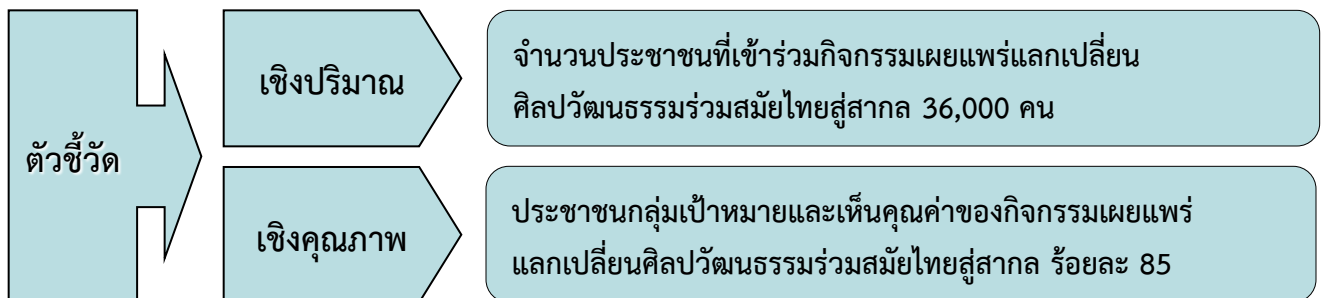 ตัวชี้วัด
เชิงปริมาณ
จำนวนประชาชนที่เข้าร่วมกิจกรรมเผยแพร่แลกเปลี่ยน
ศิลปวัฒนธรรมร่วมสมัยไทยสู่สากล 36,000 คน
เชิงคุณภาพ
ประชาชนกลุ่มเป้าหมายและเห็นคุณค่าของกิจกรรมเผยแพร่
แลกเปลี่ยนศิลปวัฒนธรรมร่วมสมัยไทยสู่สากล ร้อยละ 85